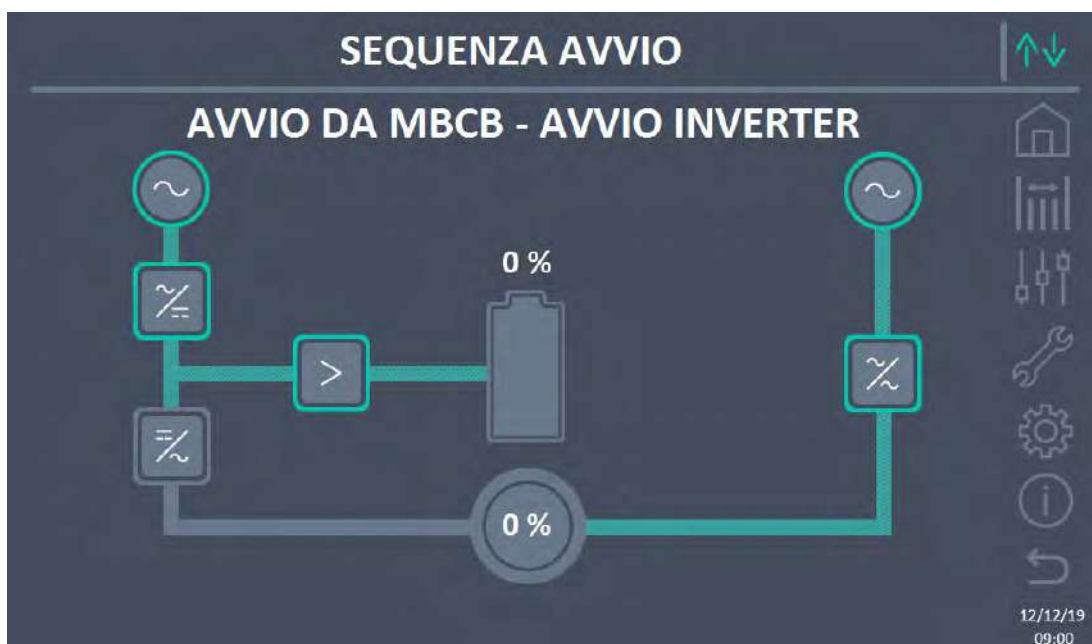 SEQUENZA AVVIO
AVVIO DA MBCB - AVVIO INVERTER
0 %
0 %
12/12/19
09:00